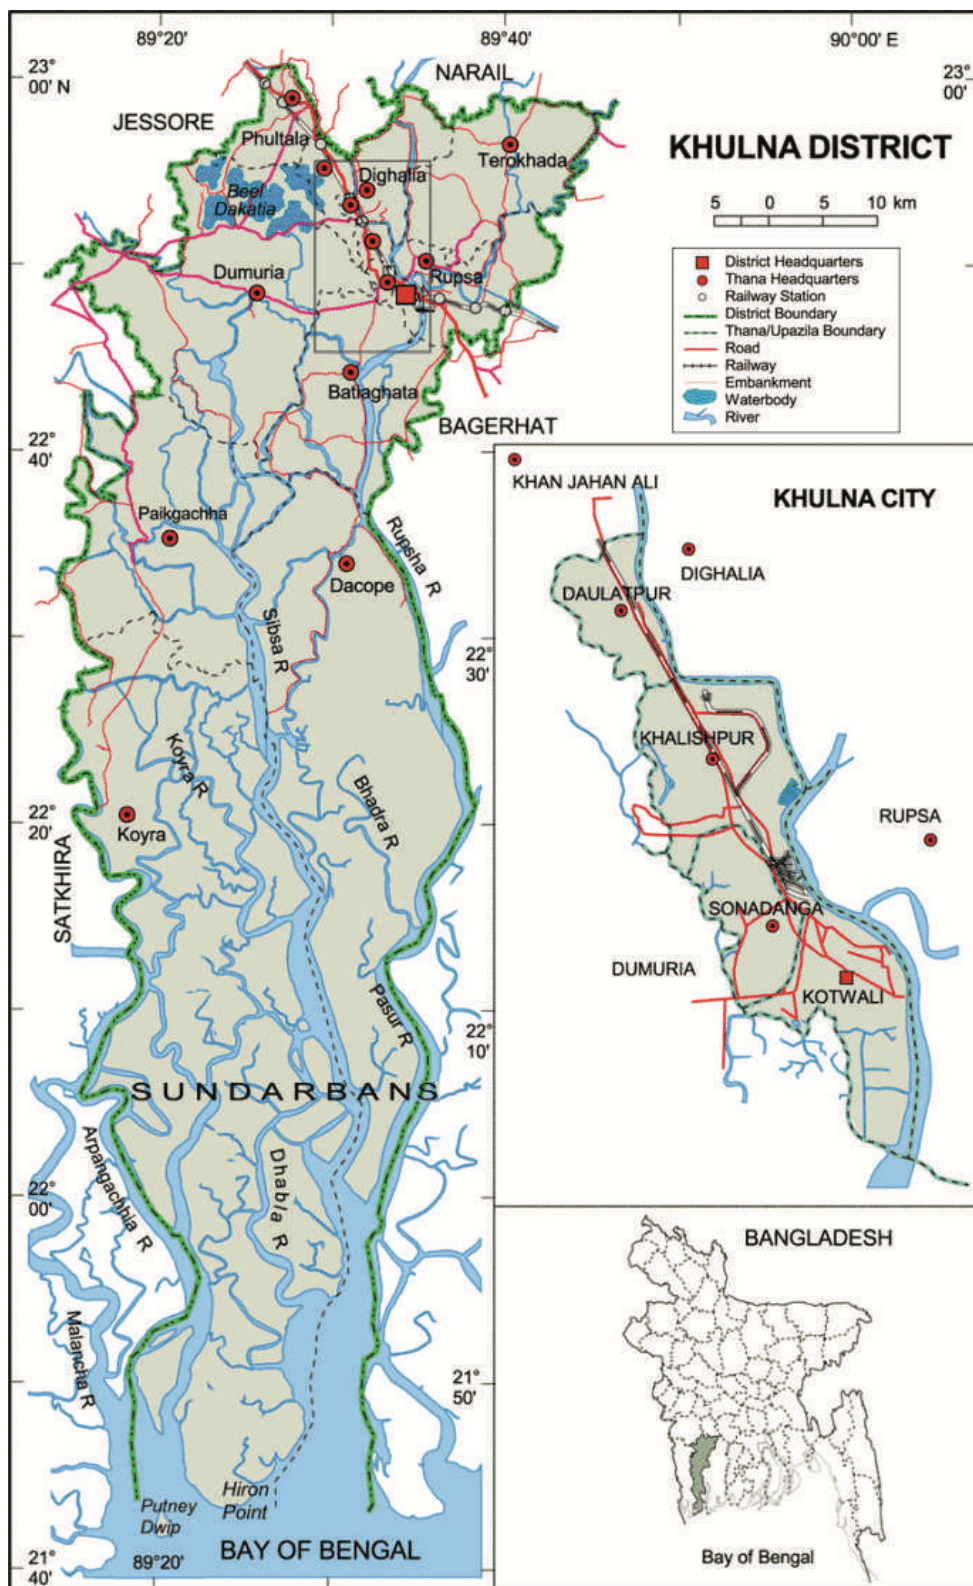 89°
20'
89°
40'
90°00' E
23°
00' N
23°
00'
NARAIL
JESSORE
Phultala
Terokhada
KHULNA DISTRICT
Dighalia
Beel
Dakatia
5 0 5 10 km
Dumuria
Rupsa
District Headquarters
Thana Headquarters
Railway Station
District Boundary
Thana/Upazila Boundary
Road
Railway
Embankment
Waterbody
River
Batiaghata
BAGERHAT
22°
40'
KHAN JAHAN ALI
KHULNA CITY
Paikgachha
Rupsha R
DIGHALIA
Dacope
DAULATPUR
Sibsa R
22°
30'
Koyra R
KHALISHPUR
Bhadra R
22°
20'
Koyra
RUPSA
SATKHIRA
SONADANGA
DUMURIA
Pasur R
KOTWALI
22°
10'
SUNDARBANS
Arpangachhia R
Dhabla R
22°
00'
BANGLADESH
Malancha R
21°
50'
Hiron
Point
Putney
Dwip
BAY OF BENGAL
Bay of Bengal
21°
40'
89°20'